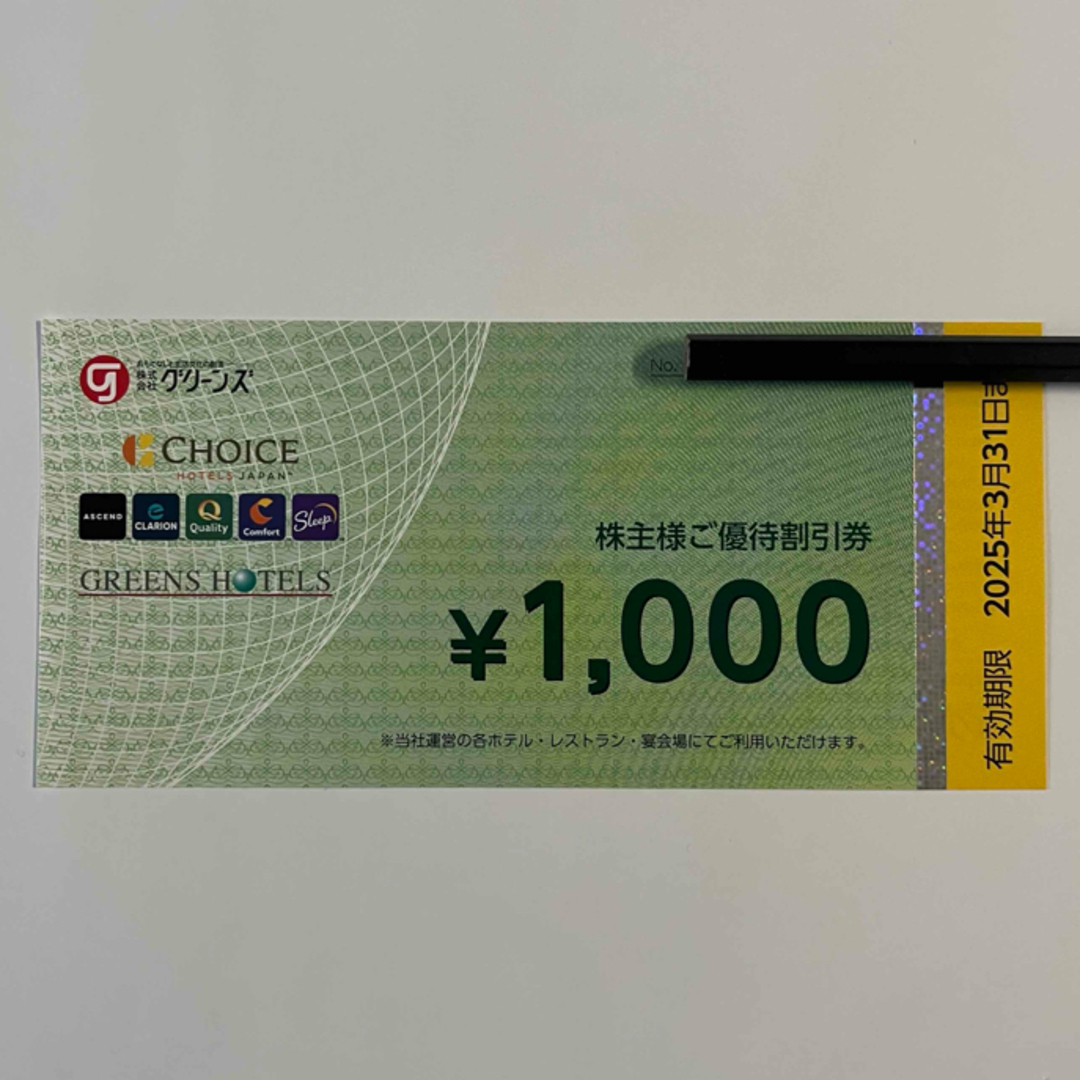 株式会社 グリーンズ
No.
CHOICE
HOTELS JAPAN
ASCEND
CLARION
Quality
Comfort
Sleep
GREENS HOTELS
株主様ご優待割引券
¥1,000
※当社運営の各ホテル・レストラン・宴会場にてご利用いただけます。
有効期限 2025年3月31日ま